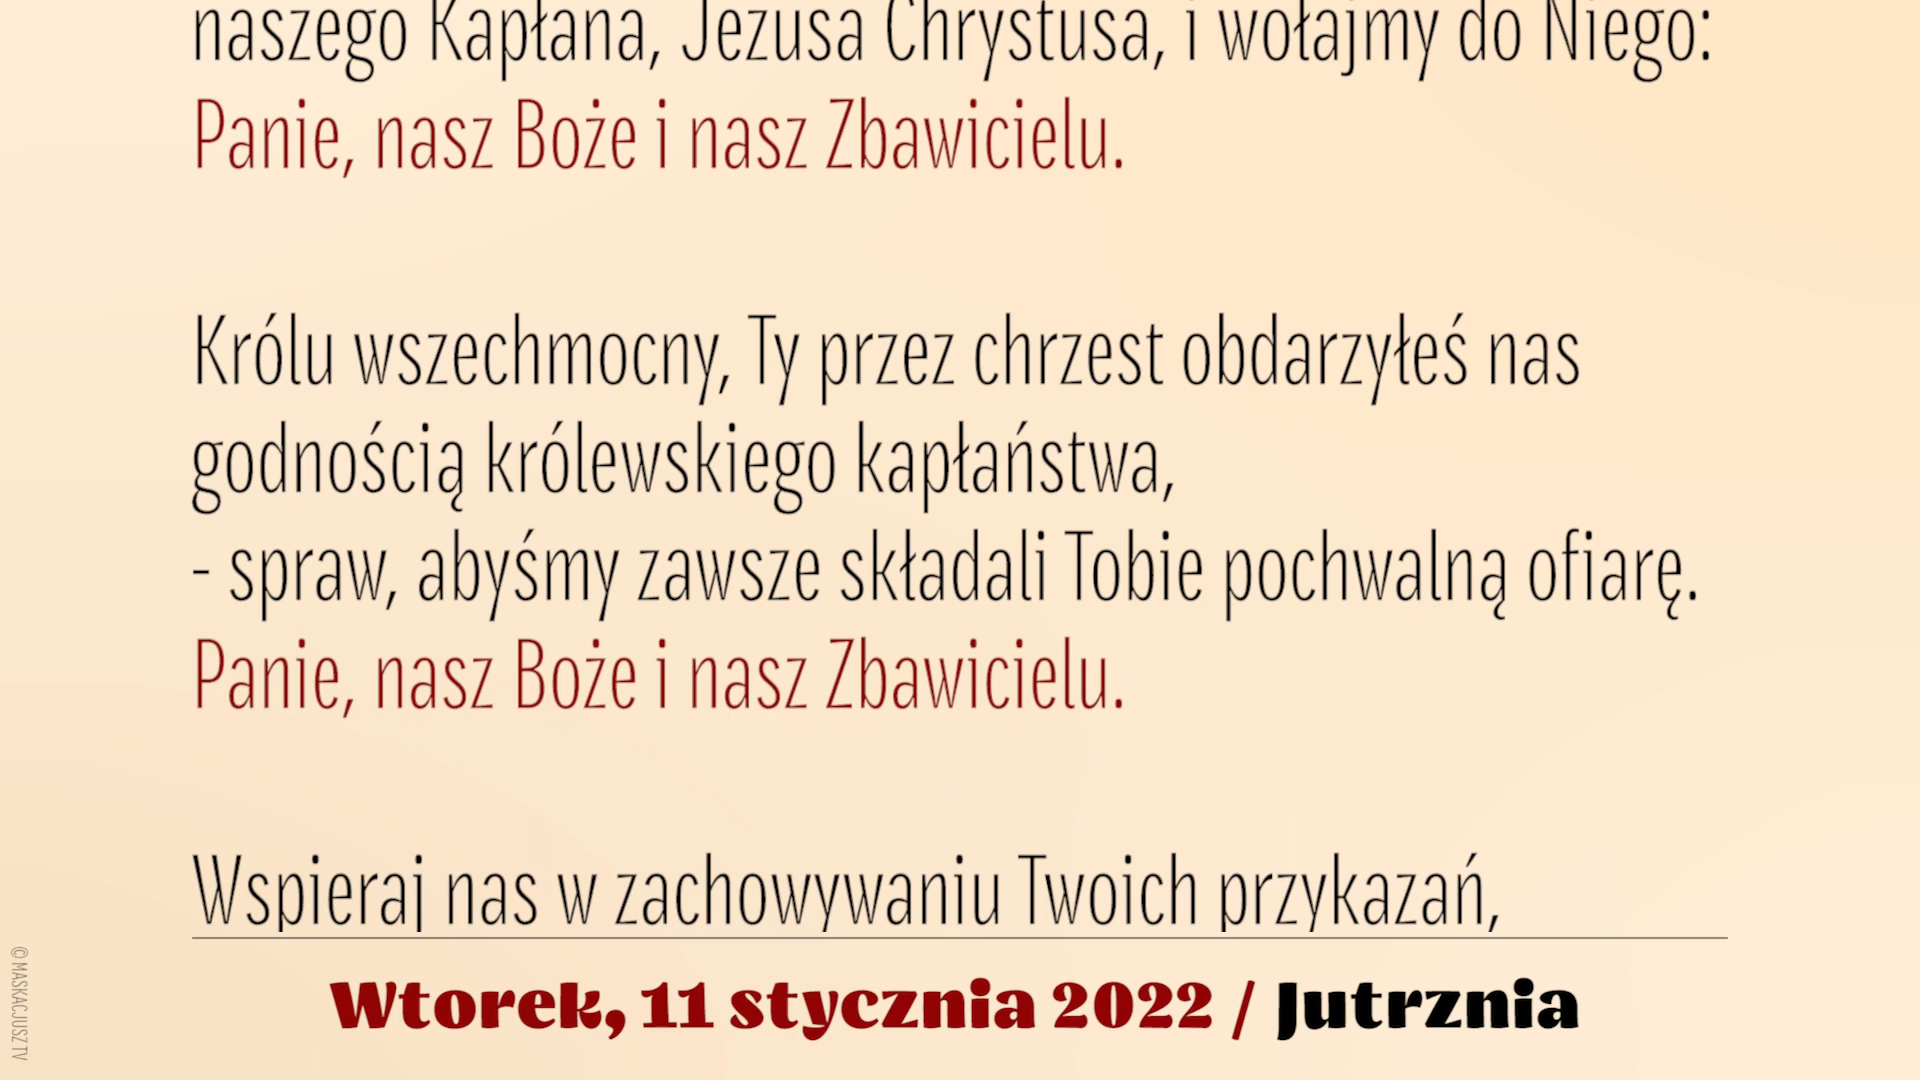 naszego Kapłana, Jezusa Chrystusa, i wołajmy do Niego:
Panie, nasz Boże i nasz Zbawicielu.
Królu wszechmocny, Ty przez chrzest obdarzyłeś nas
godnością królewskiego kapłaństwa,
- spraw, abyśmy zawsze składali Tobie pochwalną ofiarę.
Panie, nasz Boże i nasz Zbawicielu.
Wspieraj nas w zachowywaniu Twoich przykazań,
Wtorek, 11 stycznia 2022 / Jutrznia
© MASKACJUSZ TV